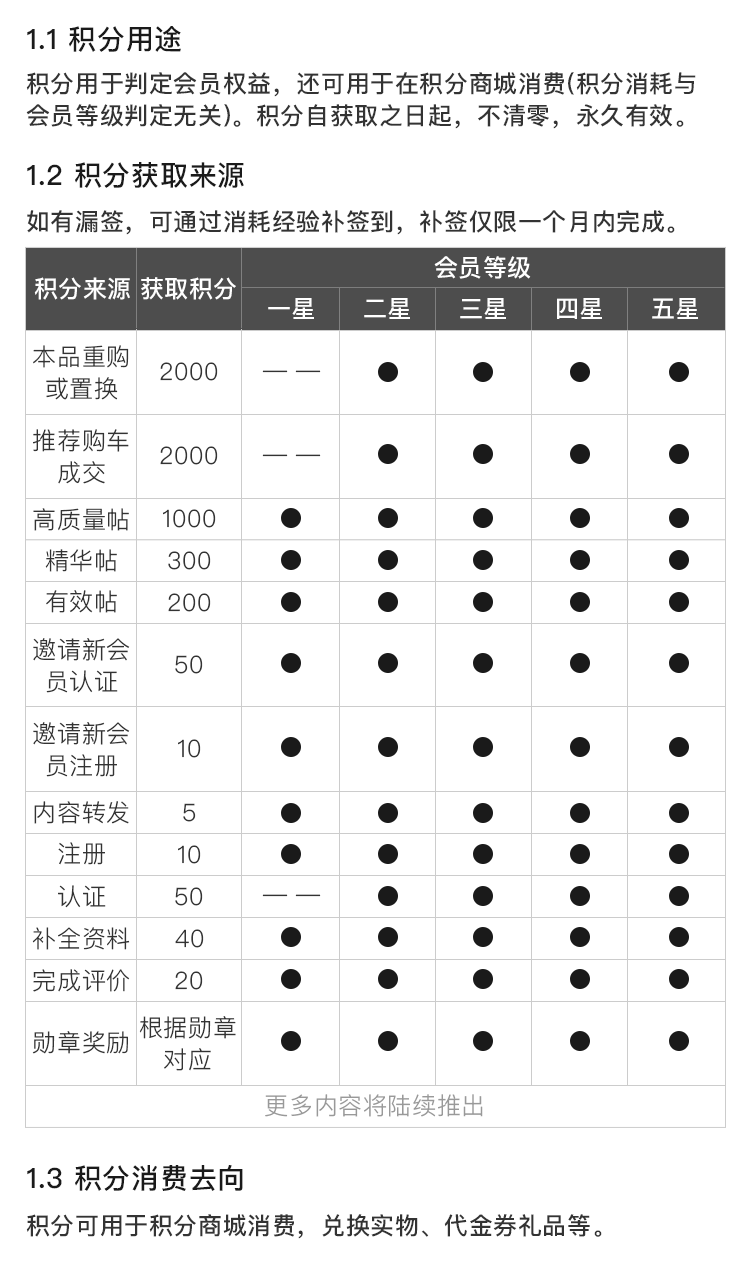 1.1 积分用途
积分用于判定会员权益，还可用于在积分商城消费(积分消耗与
会员等级判定无关)。积分自获取之日起，不清零，永久有效。
1.2 积分获取来源
如有漏签，可通过消耗经验补签到，补签仅限一个月内完成。
积分来源 获取积分 会员等级
一星 二星 三星 四星 五星
本品重购
或置换 2000 — — ● ● ● ●
推荐购车
成交 2000 — — ● ● ● ●
高质量帖 1000 ● ● ● ● ●
精华帖 300 ● ● ● ● ●
有效帖 200 ● ● ● ● ●
邀请新会
员认证 50 ● ● ● ● ●
邀请新会
员注册 10 ● ● ● ● ●
内容转发 5 ● ● ● ● ●
注册 10 ● ● ● ● ●
认证 50 — — ● ● ● ●
补全资料 40 ● ● ● ● ●
完成评价 20 ● ● ● ● ●
勋章奖励 根据勋章
对应 ● ● ● ● ●
更多内容将陆续推出
1.3 积分消费去向
积分可用于积分商城消费，兑换实物、代金券礼品等。